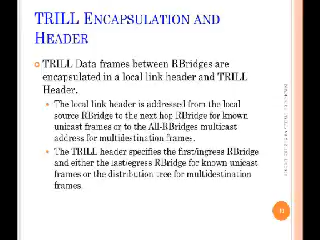 TRILL ENCAPSULATION AND
HEADER
TRILL Data frames between RBridges are
encapsulated in a local link header and TRILL
Header.
The local link header is addressed from the local
source RBridge to the next hop RBridge for known
unicast frames or to the All-RBridges multicast
address for multidestination frames.
The TRILL header specifies the first/ingress RBridge
and either the last/egress RBridge for known unicast
frames or the distribution tree for multidestination
frames